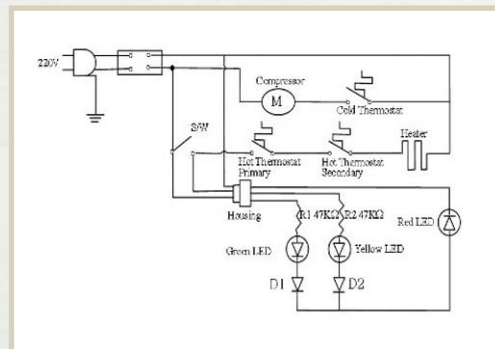 220V
Compressor
M
Cold Thermostat
S/W
Hot Thermostat
Primary
Hot Thermostat
Secondary
Heater
Housing
R1 47KΩ
R2 47KΩ
Red LED
Green LED
Yellow LED
D1
D2